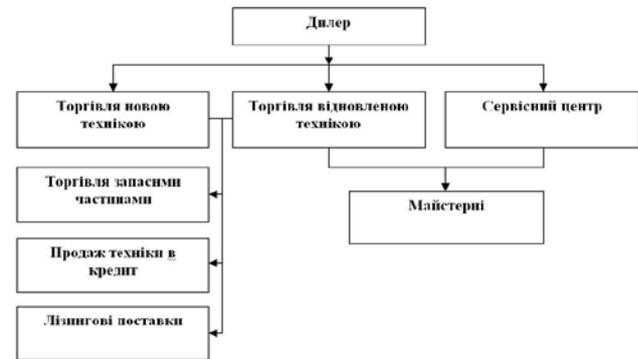 Дилер
Торгівля новою
технікою
Торгівля відновленою
технікою
Сервісний центр
Торгівля запасними
частинами
Майстерні
Продаж техніки в
кредит
Лізингові поставки